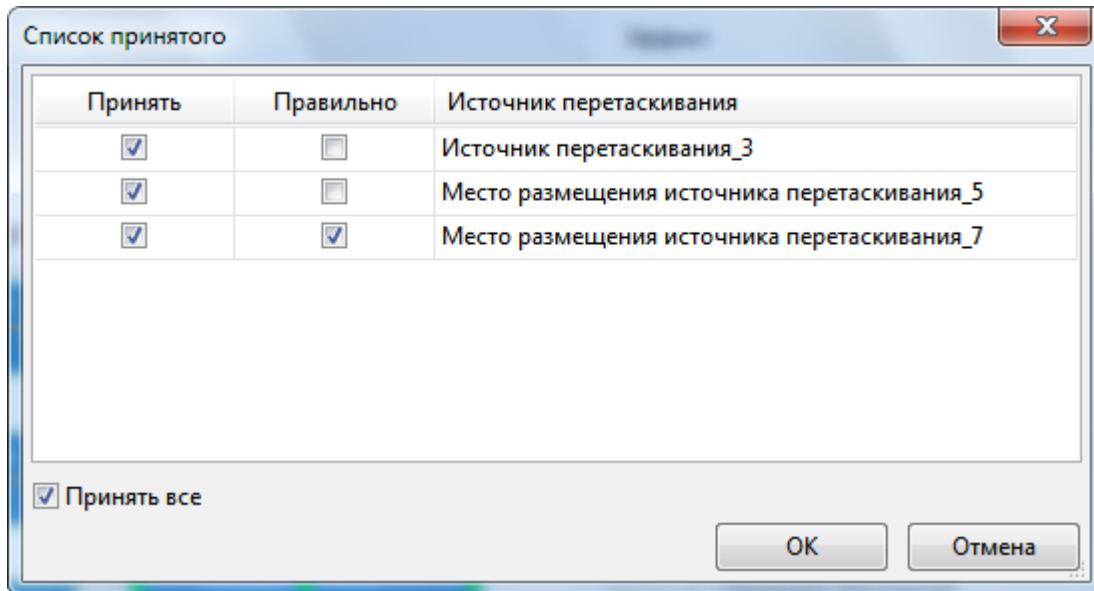 Список принятого
Принять Правильно Источник перетаскивания
Источник перетаскивания_3
Место размещения источника перетаскивания_5
Место размещения источника перетаскивания_7
Принять все
OK Отмена